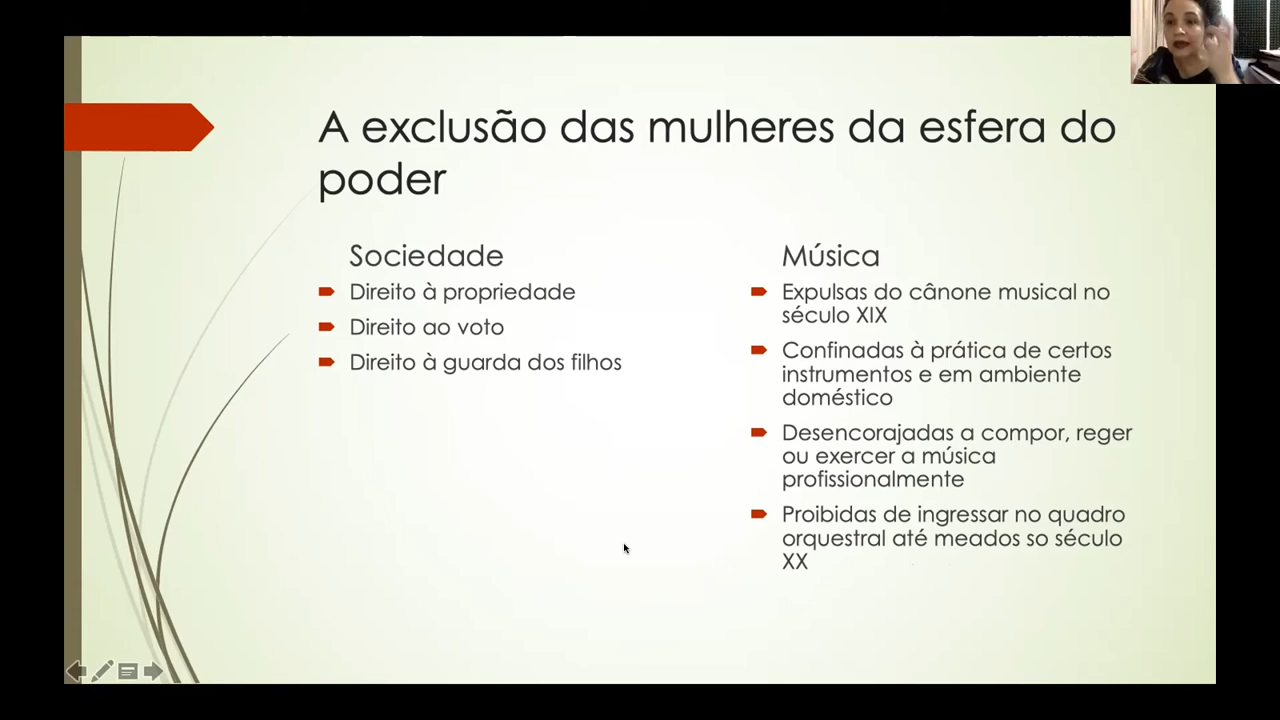 A exclusão das mulheres da esfera do
poder
Sociedade
Direito à propriedade
Direito ao voto
Direito à guarda dos filhos
Música
Expulsas do cânone musical no
século XIX
Confinadas à prática de certos
instrumentos e em ambiente
doméstico
Desencorajadas a compor, reger
ou exercer a música
profissionalmente
Proibidas de ingressar no quadro
orquestral até meados so século
XX